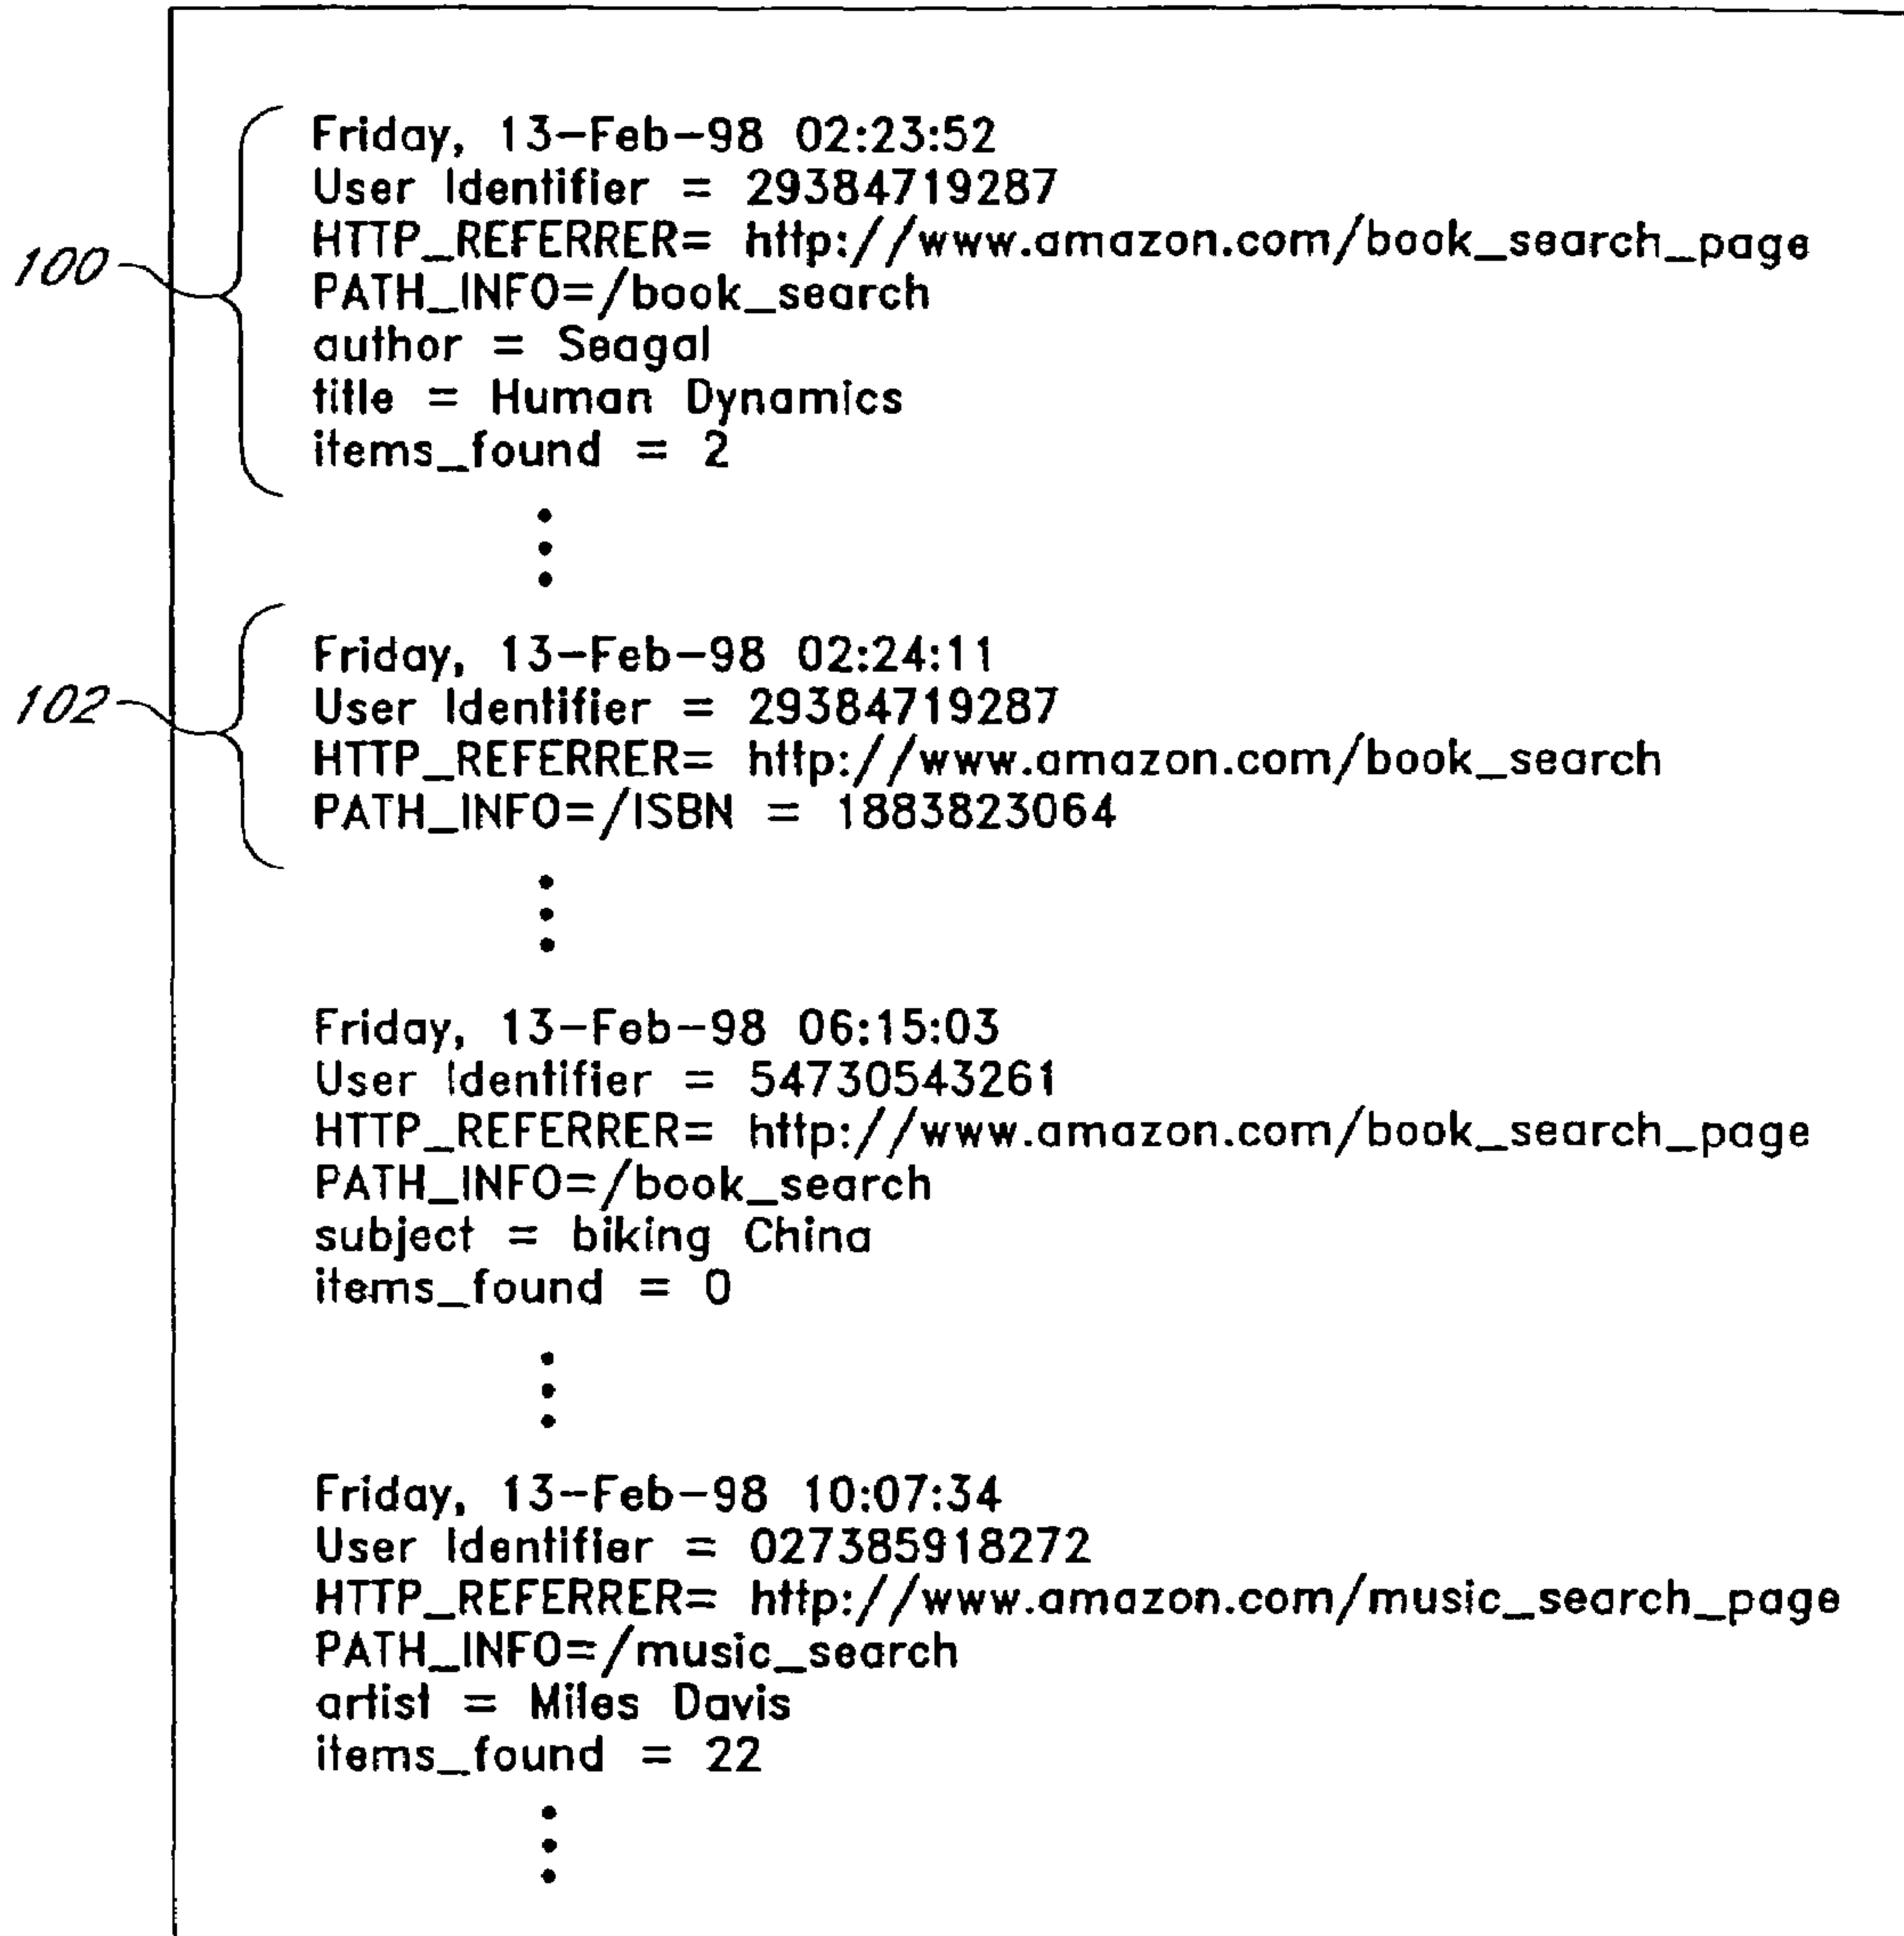 Friday, 13-Feb-98 02:23:52
User Identifier = 29384719287
HTTP_REFERRER= http://www.amazon.com/book_search_page
100
PATH_INFO=/book_search
author = Seagal
title = Human Dynamics
items_found = 2
Friday, 13-Feb-98 02:24:11
102
User Identifier = 29384719287
HTTP_REFERRER= http://www.amazon.com/book_search
PATH_INFO=/ISBN = 1883823064
Friday, 13-Feb-98 06:15:03
User Identifier = 54730543261
HTTP_REFERRER= http://www.amazon.com/book_search_page
PATH_INFO=/book_search
subject = biking China
items_found = 0
Friday, 13-Feb-98 10:07:34
User Identifier = 027385918272
HTTP_REFERRER= http://www.amazon.com/music_search_page
PATH_INFO=/music_search
artist = Miles Davis
items_found = 22